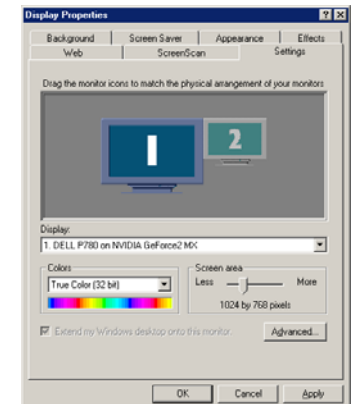 Display Properties
Background Screen Saver Appearance Effects
Web ScreenScan Settings
Drag the monitor icons to match the physical arrangement of your monitors
1 2
Display:
1. DELL P780 on NVIDIA GeForce2 MX
Colors Screen area
True Color (32 bit) Less More
1024 by 768 pixels
Extend my Windows desktop onto this monitor. Advanced...
OK Cancel Apply